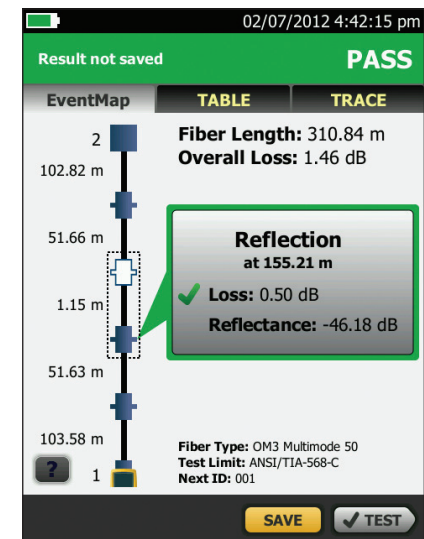 02/07/2012 4:42:15 pm
Result not saved
PASS
EventMap
TABLE
TRACE
2
Fiber Length: 310.84 m
Overall Loss: 1.46 dB
102.82 m
51.66 m
Reflection
at 155.21 m
Loss: 0.50 dB
Reflectance: -46.18 dB
1.15 m
51.63 m
103.58 m
?
1
Fiber Type: OM3 Multimode 50
Test Limit: ANSI/TIA-568-C
Next ID: 001
SAVE
TEST